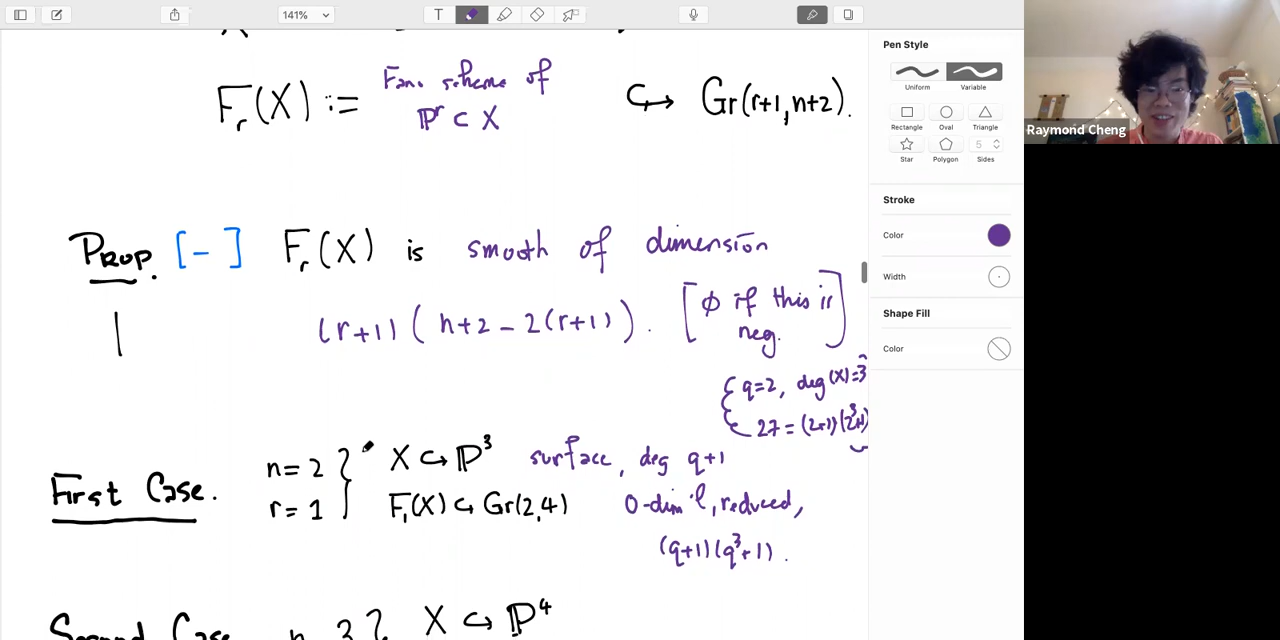 141%
T
F_r(X) := Fano scheme of ℙ^r ⊂ X ↪ Gr(r+1, n+2).
Prop. [-] F_r(X) is smooth of dimension
(r+1)(n+2-2(r+1)). [∅ if this is neg.]
{q=2, deg(X)=3
27=(2+1)(2^3+1)
First Case. n=2 } X ↪ ℙ^3 surface, deg q+1
r=1 F_1(X) ↪ Gr(2,4) 0-dim'l, reduced,
(q+1)(q^3+1).
Second Case X ↪ ℙ^4
Pen Style
Uniform Variable
Rectangle Oval Triangle
Star Polygon 5 Sides
Stroke
Color
Width
Shape Fill
Color
Raymond Cheng